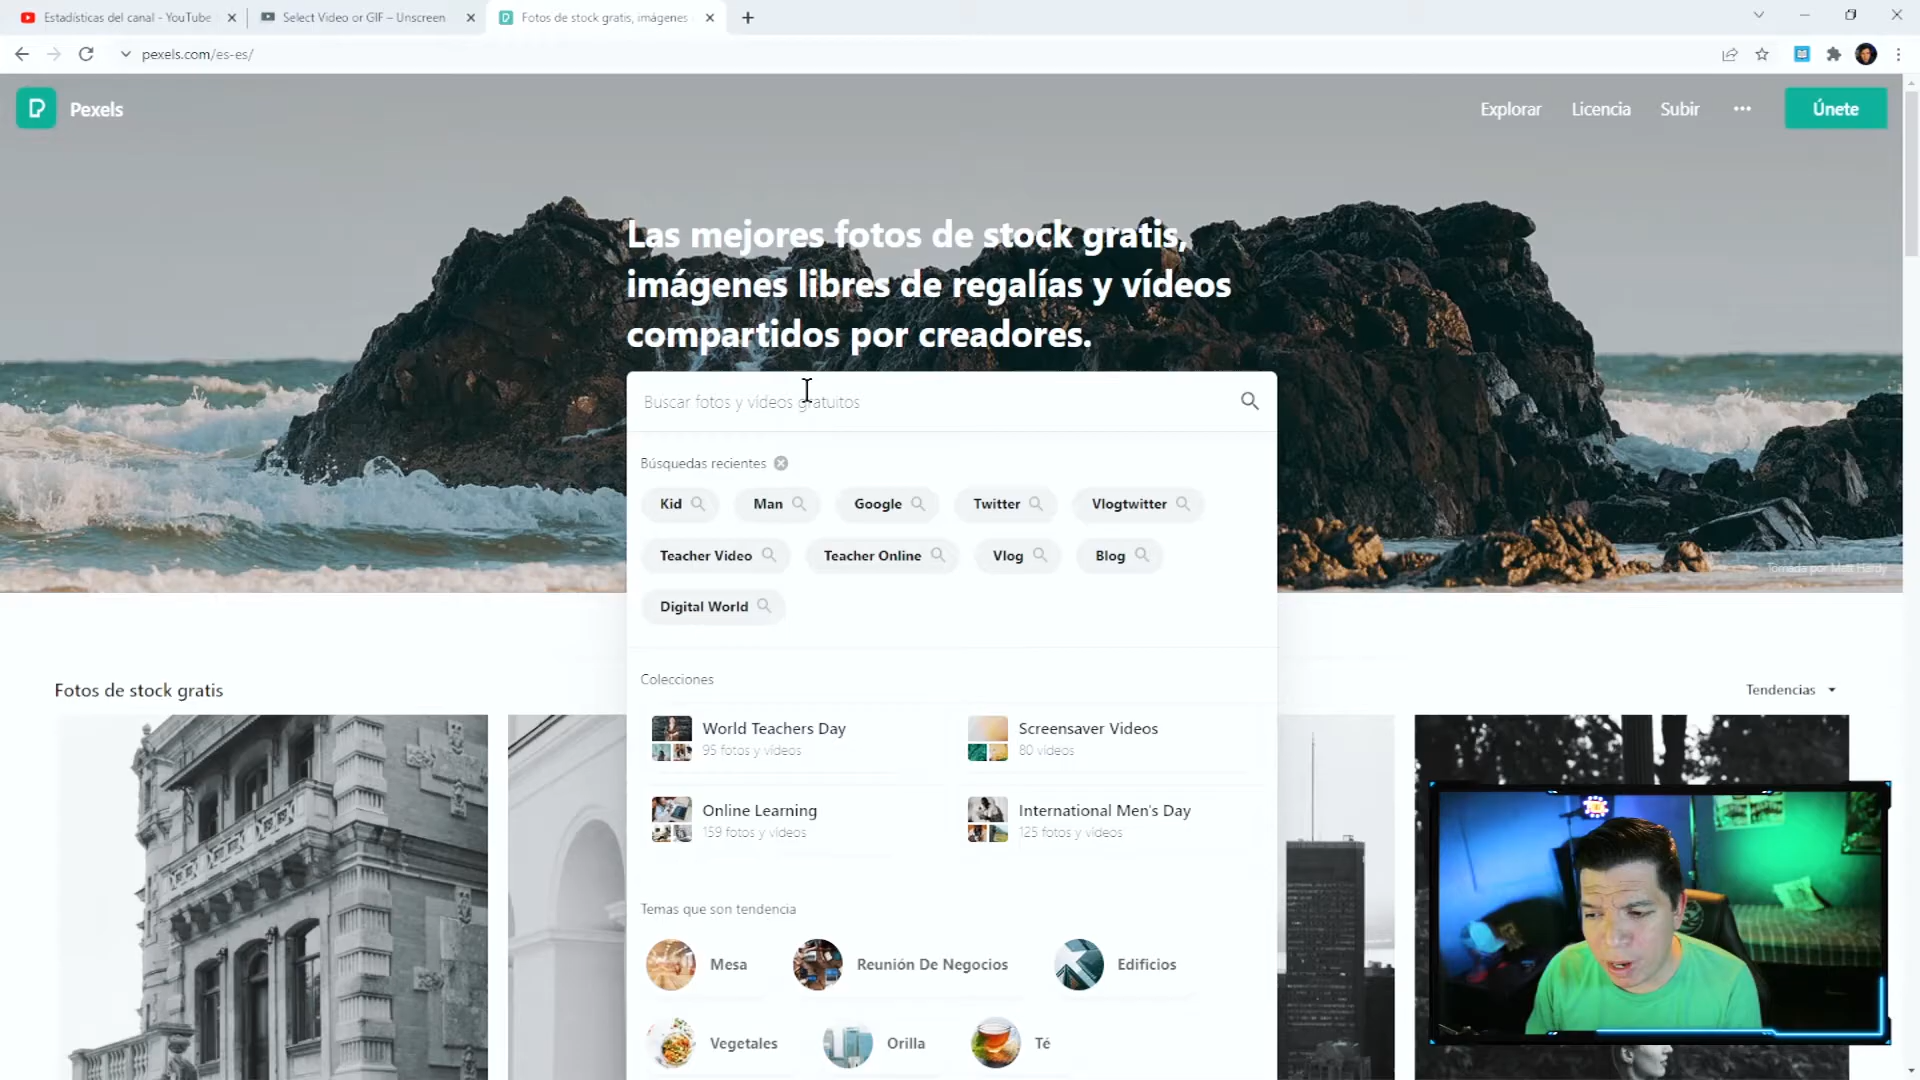 Estadísticas del canal - YouTube
Select Video or GIF – Unscreen
Fotos de stock gratis, imágenes
pexels.com/es-es/
Pexels
Explorar
Licencia
Subir
Únete
Las mejores fotos de stock gratis,
imágenes libres de regalías y vídeos
compartidos por creadores.
Buscar fotos y vídeos gratuitos
Búsquedas recientes
Kid
Man
Google
Twitter
Vlogtwitter
Teacher Video
Teacher Online
Vlog
Blog
Digital World
Tomada por Matt Hardy
Colecciones
Fotos de stock gratis
Tendencias
World Teachers Day
95 fotos y vídeos
Screensaver Videos
80 vídeos
Online Learning
159 fotos y vídeos
International Men's Day
125 fotos y vídeos
Temas que son tendencia
Mesa
Reunión De Negocios
Edificios
Vegetales
Orilla
Té